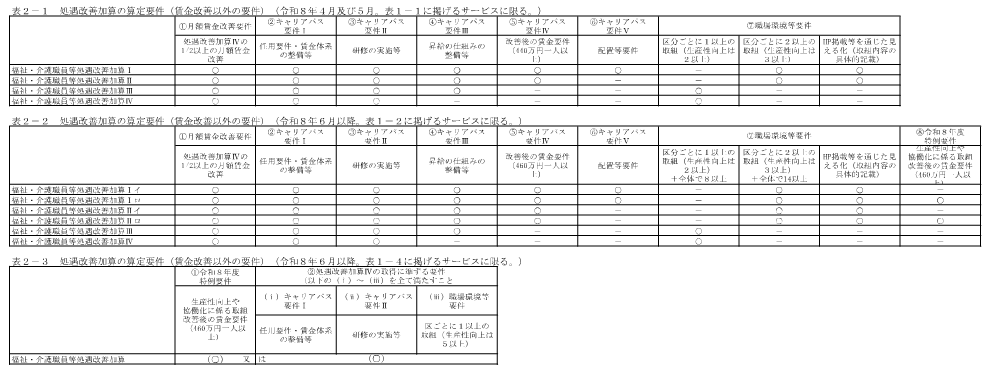 表２－１　処遇改善加算の算定要件（賃金改善以外の要件）（令和８年４月及び５月。表１－１に掲げるサービスに限る。）
①月額賃金改善要件 ②キャリアパス要件Ⅰ ③キャリアパス要件Ⅱ ④キャリアパス要件Ⅲ ⑤キャリアパス要件Ⅳ ⑥キャリアパス要件Ⅴ ⑦職場環境等要件
処遇改善加算Ⅳの1/2以上の月額賃金改善 任用要件・賃金体系の整備等 研修の実施等 昇給の仕組みの整備等 改善後の賃金要件（460万円一人以上） 配置等要件 区分ごとに１以上の取組（生産性向上は２以上） 区分ごとに２以上の取組（生産性向上は３以上） HP掲載等を通じた見える化（取組内容の具体的記載）
福祉・介護職員等処遇改善加算Ⅰ ○ ○ ○ ○ ○ ○ － ○ ○
福祉・介護職員等処遇改善加算Ⅱ ○ ○ ○ ○ ○ － － ○ ○
福祉・介護職員等処遇改善加算Ⅲ ○ ○ ○ ○ － － ○ － －
福祉・介護職員等処遇改善加算Ⅳ ○ ○ ○ － － － ○ － －
表２－２　処遇改善加算の算定要件（賃金改善以外の要件）（令和８年６月以降。表１－２に掲げるサービスに限る。）
①月額賃金改善要件 ②キャリアパス要件Ⅰ ③キャリアパス要件Ⅱ ④キャリアパス要件Ⅲ ⑤キャリアパス要件Ⅳ ⑥キャリアパス要件Ⅴ ⑦職場環境等要件 ⑧令和８年度特例要件
処遇改善加算Ⅳの1/2以上の月額賃金改善 任用要件・賃金体系の整備等 研修の実施等 昇給の仕組みの整備等 改善後の賃金要件（460万円一人以上） 配置等要件 区分ごとに１以上の取組（生産性向上は２以上）＋全体で８以上 区分ごとに２以上の取組（生産性向上は３以上）＋全体で14以上 HP掲載等を通じた見える化（取組内容の具体的記載） 生産性向上や協働化に係る取組 改善後の賃金要件（460万円一人以上）
福祉・介護職員等処遇改善加算Ⅰイ ○ ○ ○ ○ ○ ○ － ○ ○ －
福祉・介護職員等処遇改善加算Ⅰロ ○ ○ ○ ○ ○ ○ － ○ ○ ○
福祉・介護職員等処遇改善加算Ⅱイ ○ ○ ○ ○ ○ － － ○ ○ －
福祉・介護職員等処遇改善加算Ⅱロ ○ ○ ○ ○ ○ － － ○ ○ ○
福祉・介護職員等処遇改善加算Ⅲ ○ ○ ○ ○ － － ○ － － －
福祉・介護職員等処遇改善加算Ⅳ ○ ○ ○ － － － ○ － － －
表２－３　処遇改善加算の算定要件（賃金改善以外の要件）（令和８年６月以降。表１－４に掲げるサービスに限る。）
①令和８年度特例要件 ②処遇改善加算Ⅳの取得に準ずる要件（以下の（ⅰ）～（ⅲ）を全て満たすこと
（ⅰ）キャリアパス要件Ⅰ （ⅱ）キャリアパス要件Ⅱ （ⅲ）職場環境等要件
生産性向上や協働化に係る取組 改善後の賃金要件（460万円一人以上） 任用要件・賃金体系の整備等 研修の実施等 区ごとに１以上の取組（生産性向上は５以上）
福祉・介護職員等処遇改善加算 （○） 又 は （○）